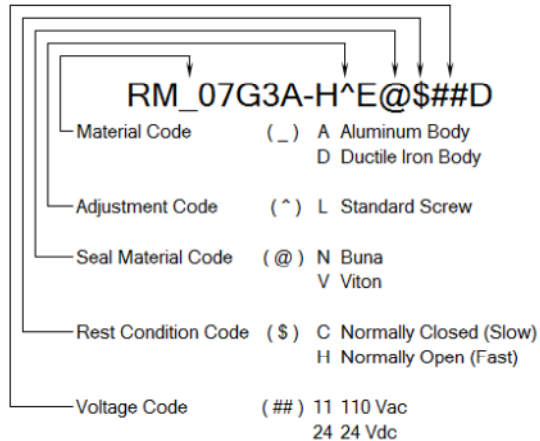 RM_07G3A-H^E@$##D
Material Code ( _ ) A Aluminum Body
D Ductile Iron Body
Adjustment Code ( ^ ) L Standard Screw
Seal Material Code ( @ ) N Buna
V Viton
Rest Condition Code ( $ ) C Normally Closed (Slow)
H Normally Open (Fast)
Voltage Code ( ## ) 11 110 Vac
24 24 Vdc